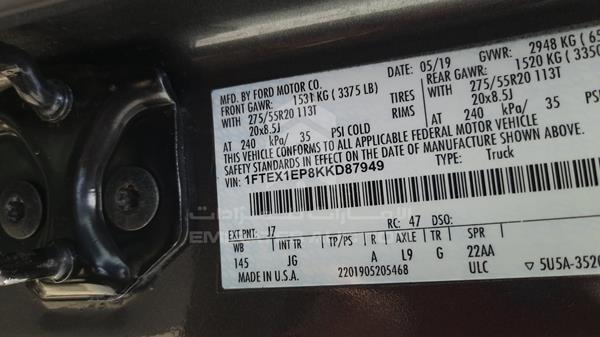 MFD. BY FORD MOTOR CO.
DATE: 05/19 GVWR: 2948 KG
FRONT GAWR: 1531 KG (3375 LB) REAR GAWR: 1520 KG
WITH 275/55R20 113T TIRES WITH 275/55R20 113T
20x8.5J RIMS 20x8.5J
AT 240 kPa/ 35 PSI COLD AT 240 kPa/ 35
THIS VEHICLE CONFORMS TO ALL APPLICABLE FEDERAL MOTOR VEHICLE
SAFETY STANDARDS IN EFFECT ON THE DATE OF MANUFACTURE SHOWN ABOVE.
VIN: 1FTEX1EP8KKD87949
TYPE: Truck
EXT PNT: J7 RC: 47 DSO:
WB INT TR TP/PS R AXLE TR SPR
145 JG A L9 G 22AA
MADE IN U.S.A. 2201905205468 ULC ▽5U5A-3520
الإمارات للمزادات